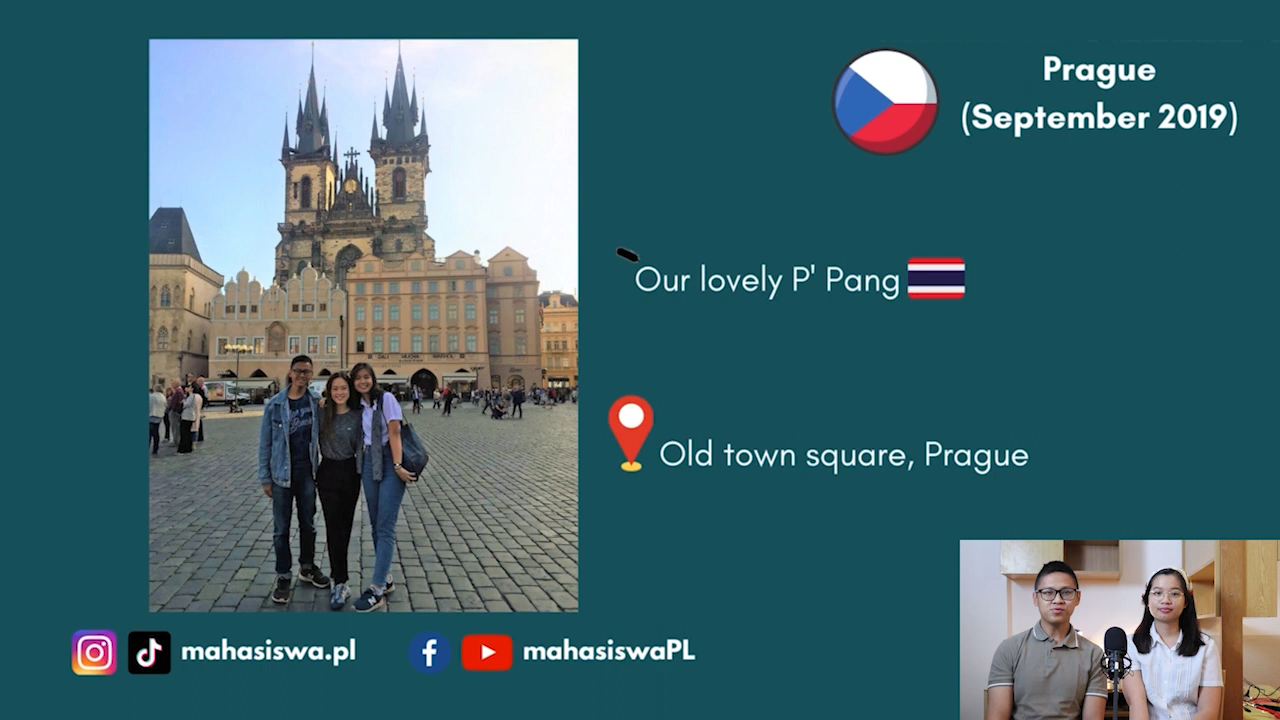 Prague
(September 2019)
Our lovely P' Pang
Old town square, Prague
mahasiswa.pl
mahasiswaPL